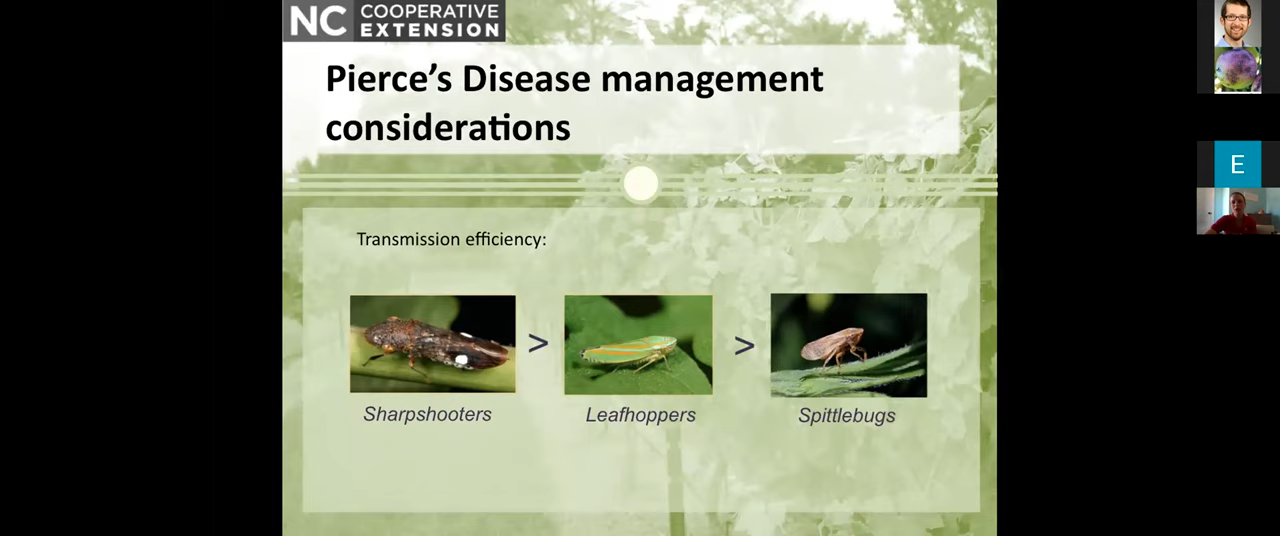 NC COOPERATIVE
EXTENSION
Pierce’s Disease management
considerations
Transmission efficiency:
> >
Sharpshooters Leafhoppers Spittlebugs
E